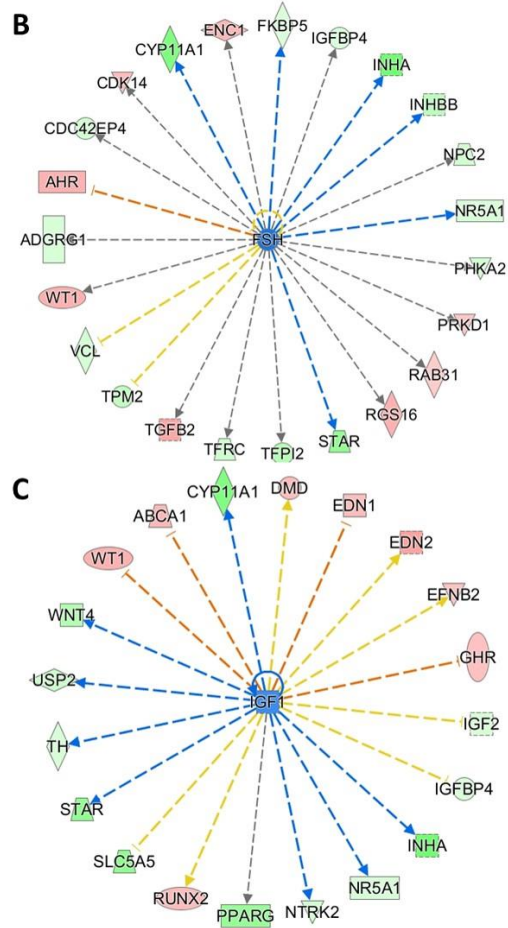 B
ENC1
FKBP5
IGFBP4
CYP11A1
INHA
CDK14
INHBB
CDC42EP4
NPC2
AHR
NR5A1
ADGRG1
FSH
PHKA2
WT1
PRKD1
VCL
RAB31
TPM2
RGS16
TGFB2
TFRC
TFPI2
STAR
C
CYP11A1
DMD
EDN1
ABCA1
EDN2
WT1
EFNB2
WNT4
GHR
USP2
IGF1
IGF2
TH
IGFBP4
STAR
INHA
SLC5A5
NR5A1
RUNX2
PPARG
NTRK2